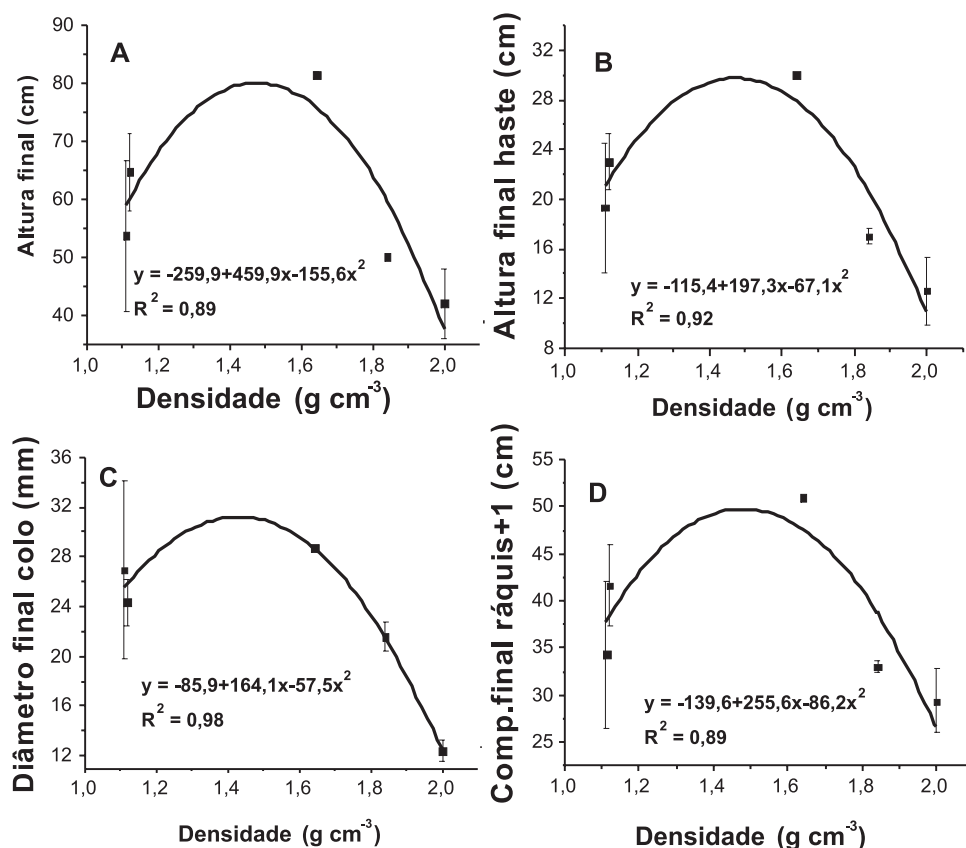 A
Altura final (cm)
90
80
70
60
50
40
y = -259,9+459,9x-155,6x²
R² = 0,89
1,0 1,2 1,4 1,6 1,8 2,0
Densidade (g cm⁻³)
B
Altura final haste (cm)
32
28
24
20
16
12
8
y = -115,4+197,3x-67,1x²
R² = 0,92
1,0 1,2 1,4 1,6 1,8 2,0
Densidade (g cm⁻³)
C
Diâmetro final colo (mm)
36
32
28
24
20
16
12
y = -85,9+164,1x-57,5x²
R² = 0,98
1,0 1,2 1,4 1,6 1,8 2,0
Densidade (g cm⁻³)
D
Comp.final ráquis+1 (cm)
55
50
45
40
35
30
25
y = -139,6+255,6x-86,2x²
R² = 0,89
1,0 1,2 1,4 1,6 1,8 2,0
Densidade (g cm⁻³)